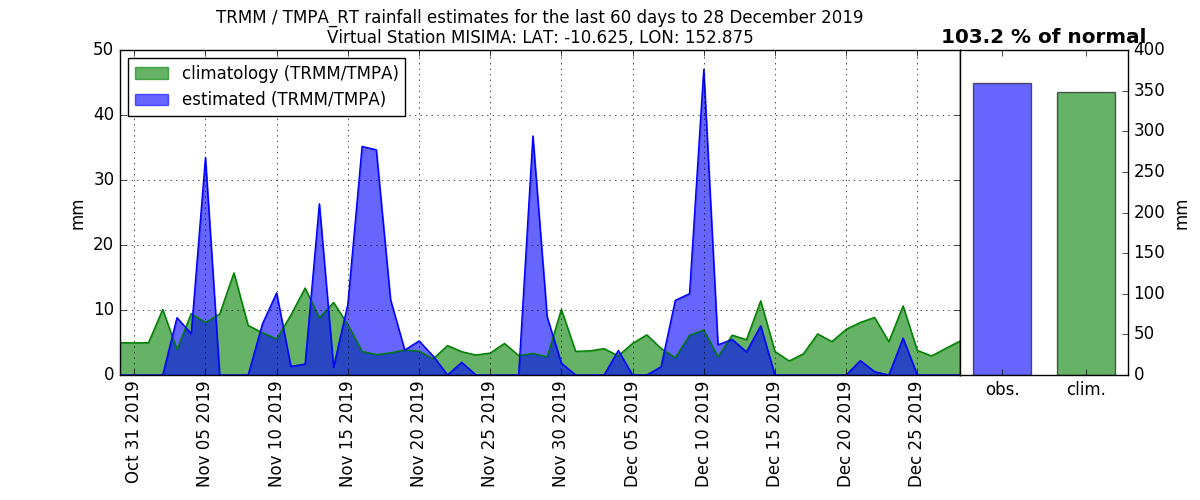 TRMM / TMPA_RT rainfall estimates for the last 60 days to 28 December 2019
Virtual Station MISIMA: LAT: -10.625, LON: 152.875
103.2 % of normal
climatology (TRMM/TMPA)
estimated (TRMM/TMPA)
50
40
30
20
10
0
mm
400
350
300
250
200
150
100
50
0
mm
Oct 31 2019
Nov 05 2019
Nov 10 2019
Nov 15 2019
Nov 20 2019
Nov 25 2019
Nov 30 2019
Dec 05 2019
Dec 10 2019
Dec 15 2019
Dec 20 2019
Dec 25 2019
obs.
clim.